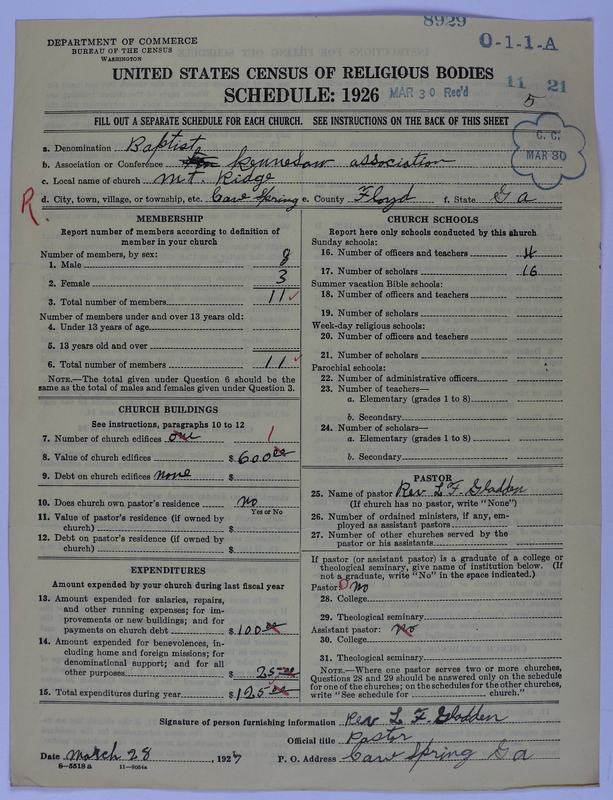 8929
DEPARTMENT OF COMMERCE
BUREAU OF THE CENSUS
WASHINGTON
0-1-1-A
UNITED STATES CENSUS OF RELIGIOUS BODIES
SCHEDULE: 1926
MAR 30 Rec'd
11 21
5
FILL OUT A SEPARATE SCHEDULE FOR EACH CHURCH. SEE INSTRUCTIONS ON THE BACK OF THIS SHEET
C. C.
MAR 30
a. Denomination Baptist
b. Association or Conference Kennesaw association
c. Local name of church Mt. Ridge
R.
d. City, town, village, or township, etc. Cave Spring e. County Floyd f. State Ga
MEMBERSHIP
Report number of members according to definition of
member in your church
Number of members, by sex:
1. Male 8
2. Female 3
3. Total number of members 11
Number of members under and over 13 years old:
4. Under 13 years of age
5. 13 years old and over
6. Total number of members 11
NOTE.—The total given under Question 6 should be the
same as the total of males and females given under Question 3.
CHURCH BUILDINGS
See instructions, paragraphs 10 to 12
7. Number of church edifices one 1
8. Value of church edifices $ 600.00
9. Debt on church edifices none $
10. Does church own pastor's residence No
Yes or No
11. Value of pastor's residence (if owned by
church) $
12. Debt on pastor's residence (if owned by
church) $
EXPENDITURES
Amount expended by your church during last fiscal year
13. Amount expended for salaries, repairs,
and other running expenses; for im-
provements or new buildings; and for
payments on church debt $ 100.00
14. Amount expended for benevolences, in-
cluding home and foreign missions; for
denominational support; and for all
other purposes $ 25.00
15. Total expenditures during year $ 125.00
CHURCH SCHOOLS
Report here only schools conducted by this church
Sunday schools:
16. Number of officers and teachers 4
17. Number of scholars 16
Summer vacation Bible schools:
18. Number of officers and teachers
19. Number of scholars
Week-day religious schools:
20. Number of officers and teachers
21. Number of scholars
Parochial schools:
22. Number of administrative officers
23. Number of teachers—
a. Elementary (grades 1 to 8)
b. Secondary
24. Number of scholars—
a. Elementary (grades 1 to 8)
b. Secondary
PASTOR
25. Name of pastor Rev L. F. Gladden
(If church has no pastor, write "None")
26. Number of ordained ministers, if any, em-
ployed as assistant pastors
27. Number of other churches served by the
pastor or his assistants
If pastor (or assistant pastor) is a graduate of a college or
theological seminary, give name of institution below. (If
not a graduate, write "No" in the space indicated.)
Pastor: 0 No
28. College
29. Theological seminary
Assistant pastor: No
30. College
31. Theological seminary
NOTE.—Where one pastor serves two or more churches,
Questions 28 and 29 should be answered only on the schedule
for one of the churches; on the schedules for the other churches,
write "See schedule for church."
Signature of person furnishing information Rev L. F. Gladden
Official title Pastor
Date March 28, 1927 P. O. Address Cave Spring Ga
8—5518 a 11—9054a